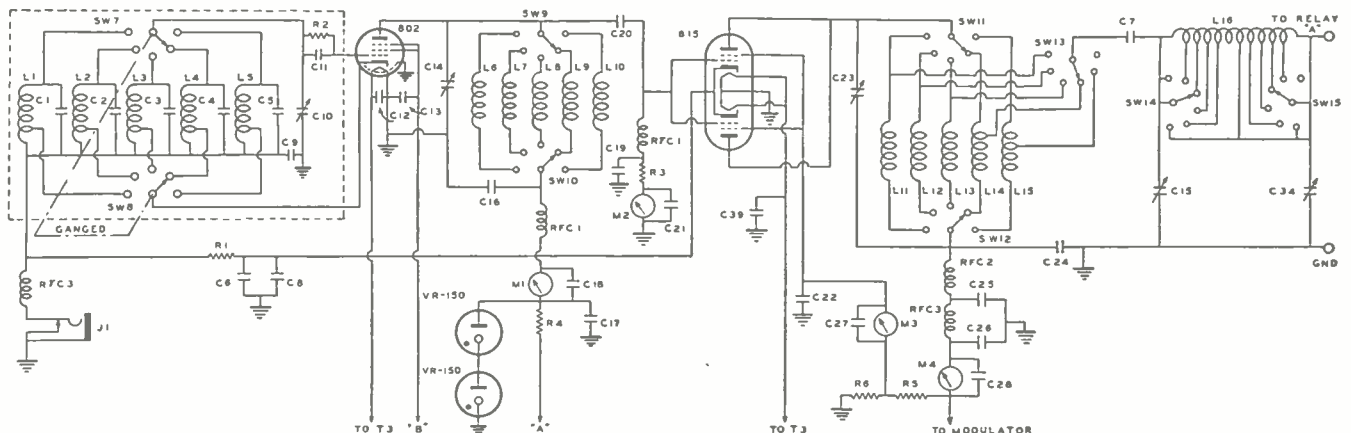 SW7
R2
C11
802
L1
C1
L2
C2
L3
C3
L4
C4
L5
C5
C10
C9
SW8
GANGED
C12
C13
C14
SW9
L6
L7
L8
L9
L10
SW10
C16
C20
RFC1
C19
R3
M2
C21
815
C39
C23
SW11
SW13
L11
L12
L13
L14
L15
SW12
C7
L16
TO RELAY
"A"
SW14
SW15
C15
C34
C24
GND
R1
C6
C8
RFC3
J1
VR-150
VR-150
RFC1
M1
C18
C17
R4
C22
C27
M3
RFC2
C25
RFC3
C26
M4
C28
R6
R5
TO T3
"B"
"A"
TO T3
TO MODULATOR